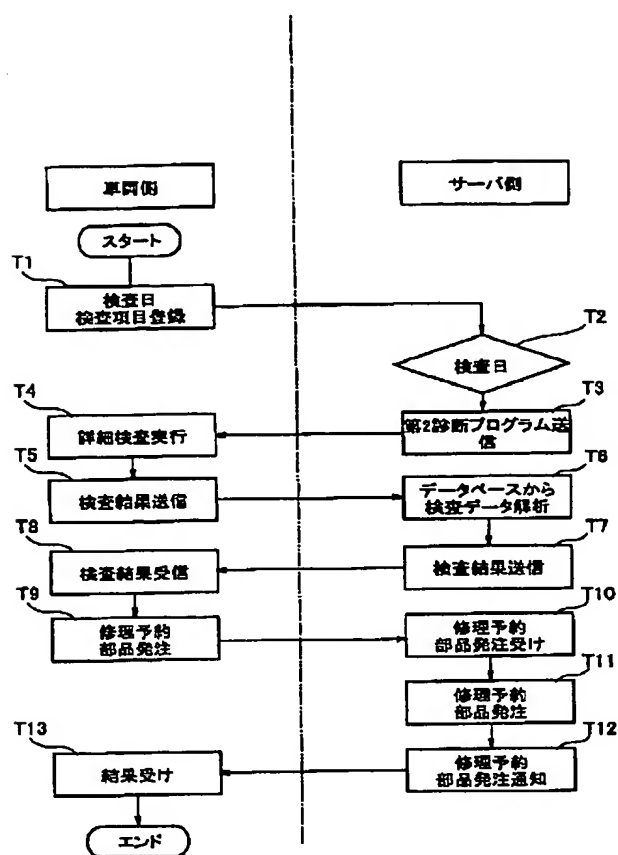 車両側
サーバ側
スタート
T1
検査日
検査項目登録
T2
検査日
T3
第2診断プログラム送
信
T4
詳細検査実行
T5
検査結果送信
T6
データベースから
検査データ解析
T7
検査結果送信
T8
検査結果受信
T9
修理予約
部品発注
T10
修理予約
部品発注受け
T11
修理予約
部品発注
T12
修理予約
部品発注通知
T13
結果受け
エンド